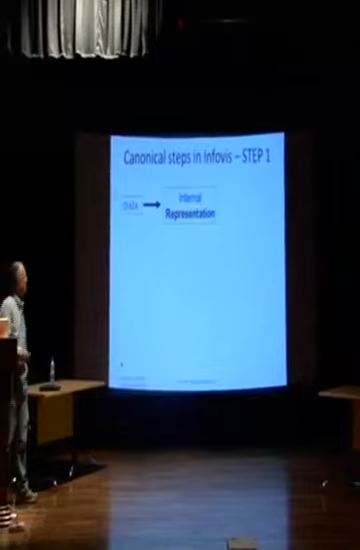 Canonical steps in Infovis – STEP 1
DATA
Internal
Representation